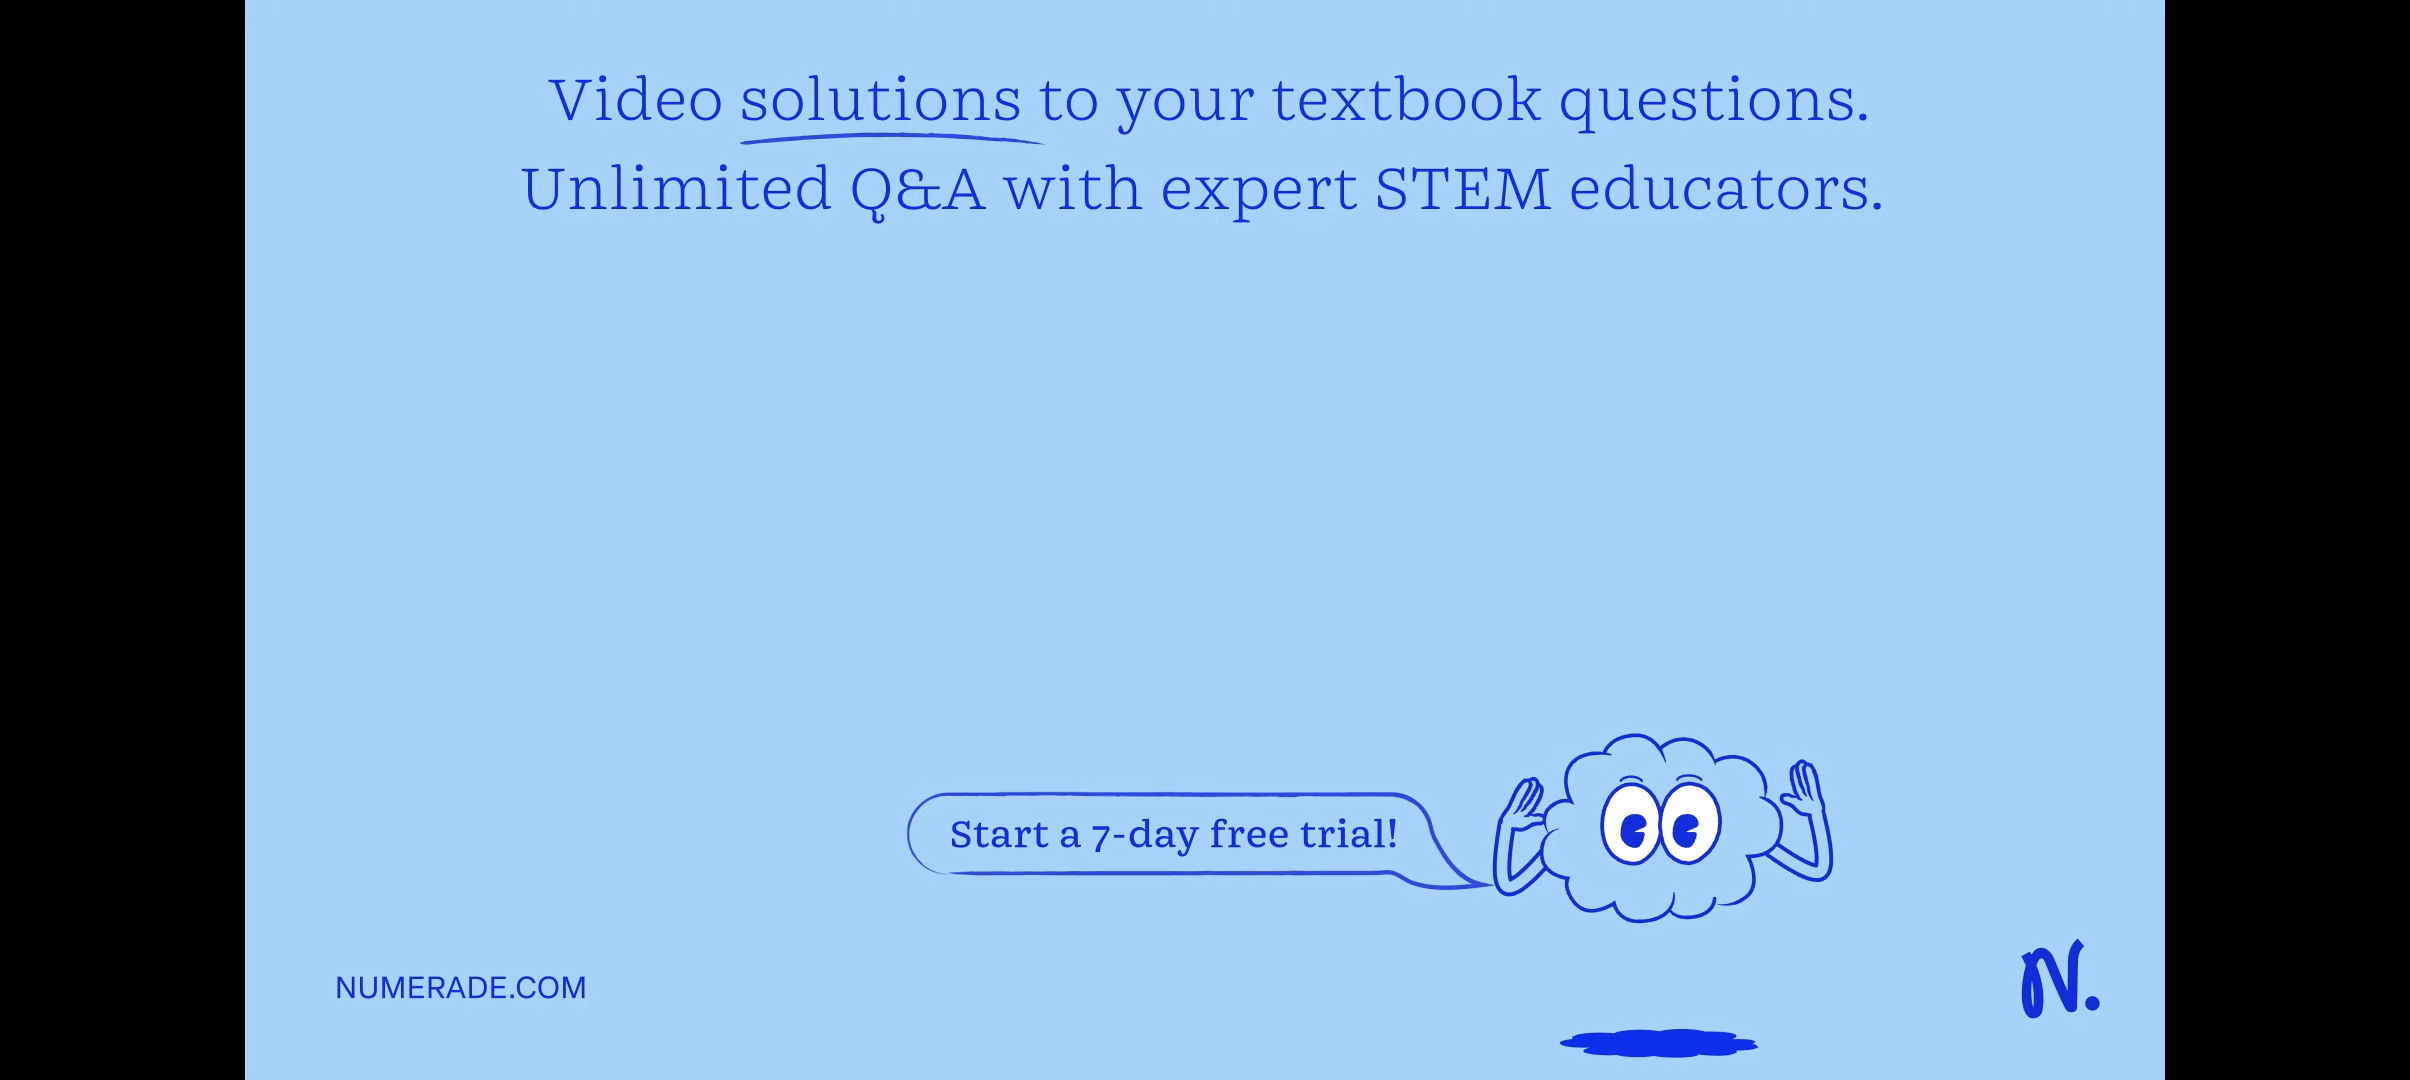 Video solutions to your textbook questions.
Unlimited Q&A with expert STEM educators.
Start a 7-day free trial!
NUMERADE.COM
N.